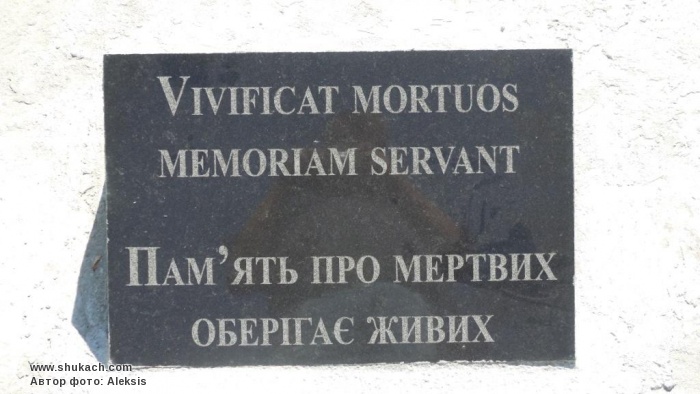 VIVIFICAT MORTUOS
MEMORIAM SERVANT
ПАМ’ЯТЬ ПРО МЕРТВИХ
ОБЕРІГАЄ ЖИВИХ
www.shukach.com
Автор фото: Aleksis